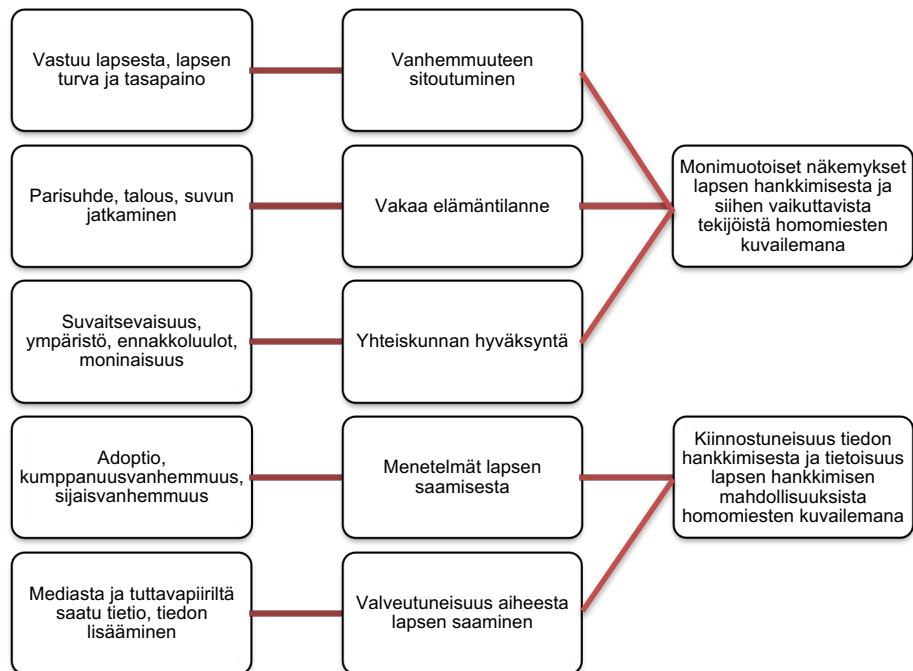 Vastuu lapsesta, lapsen
turva ja tasapaino
Vanhemmuuteen
sitoutuminen
Parisuhde, talous, suvun
jatkaminen
Vakaa elämäntilanne
Monimuotoiset näkemykset
lapsen hankkimisesta ja
siihen vaikuttavista
tekijöistä homomiesten
kuvailemana
Suvaitsevaisuus,
ympäristö, ennakkoluulot,
moninaisuus
Yhteiskunnan hyväksyntä
Adoptio,
kumppanuusvanhemmuus,
sijaisvanhemmuus
Menetelmät lapsen
saamisesta
Kiinnostuneisuus tiedon
hankkimisesta ja tietoisuus
lapsen hankkimisen
mahdollisuuksista
homomiesten kuvailemana
Mediasta ja tuttavapiiriltä
saatu tietio, tiedon
lisääminen
Valveutuneisuus aiheesta
lapsen saaminen